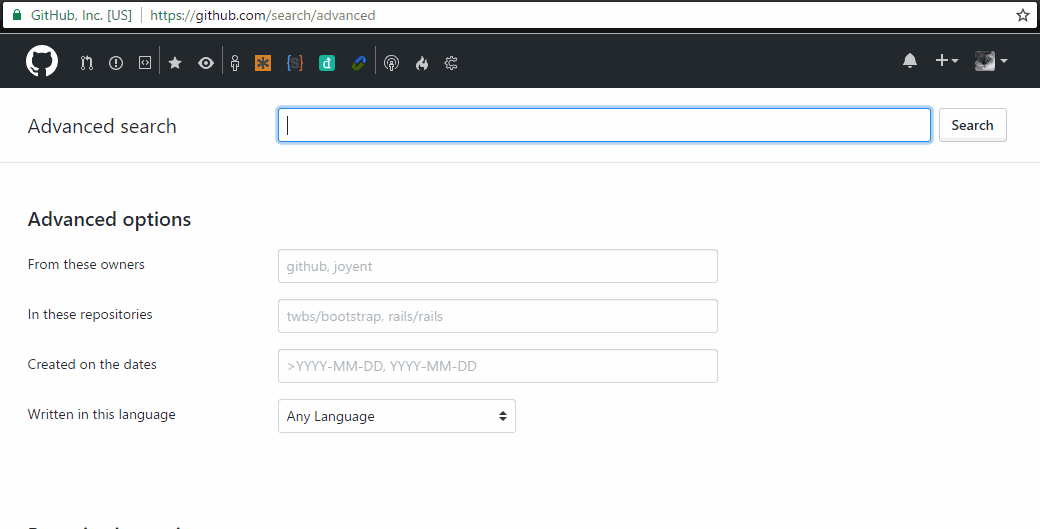 GitHub, Inc. [US] https://github.com/search/advanced
Advanced search
Search
Advanced options
From these owners github, joyent
In these repositories twbs/bootstrap, rails/rails
Created on the dates >YYYY-MM-DD, YYYY-MM-DD
Written in this language Any Language